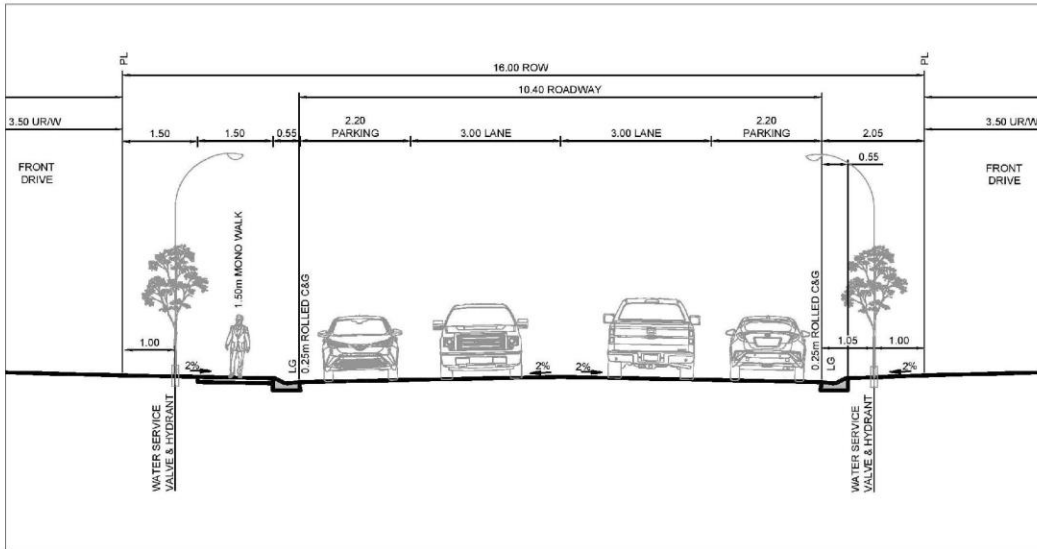 PL
PL
16.00 ROW
10.40 ROADWAY
3.50 UR/W
1.50
1.50
0.55
2.20
PARKING
3.00 LANE
3.00 LANE
2.20
PARKING
2.05
3.50 UR/W
FRONT
DRIVE
0.55
FRONT
DRIVE
1.50m MONO WALK
0.25m ROLLED C&G
0.25m ROLLED C&G
1.00
1.05
1.00
LG
LG
2%
2%
2%
2%
WATER SERVICE
VALVE & HYDRANT
WATER SERVICE
VALVE & HYDRANT